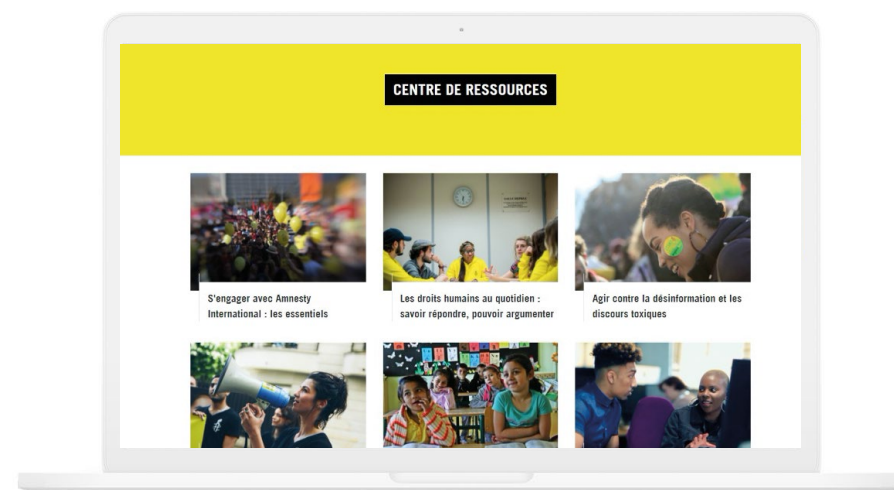 CENTRE DE RESSOURCES
S'engager avec Amnesty
International : les essentiels
Les droits humains au quotidien :
savoir répondre, pouvoir argumenter
Agir contre la désinformation et les
discours toxiques